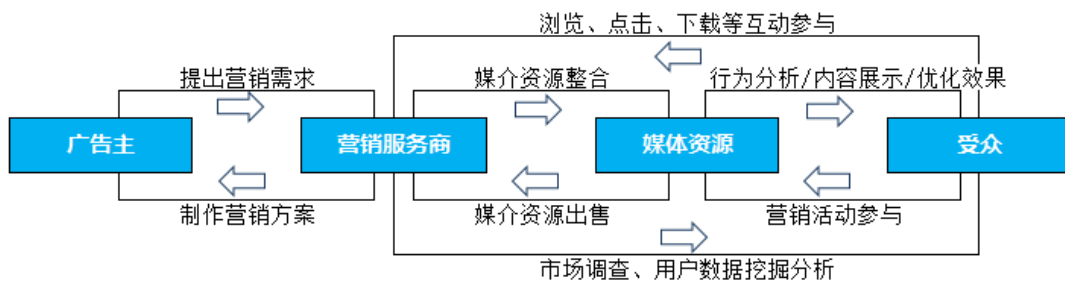 浏览、点击、下载等互动参与
提出营销需求
媒介资源整合
行为分析/内容展示/优化效果
广告主
营销服务商
媒体资源
受众
制作营销方案
媒介资源出售
营销活动参与
市场调查、用户数据挖掘分析